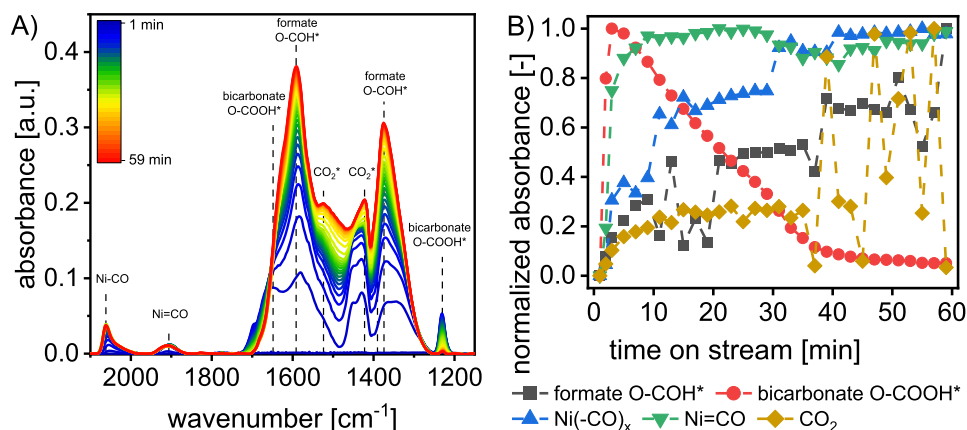 A)
1 min
59 min
formate
O-COH*
bicarbonate
O-COOH*
formate
O-COH*
CO₂*
CO₂*
bicarbonate
O-COOH*
Ni-CO
Ni=CO
absorbance [a.u.]
0.4
0.3
0.2
0.1
0.0
2000
1800
1600
1400
1200
wavenumber [cm⁻¹]
B)
normalized absorbance [-]
1.0
0.8
0.6
0.4
0.2
0.0
0
10
20
30
40
50
60
time on stream [min]
formate O-COH*
bicarbonate O-COOH*
Ni(-CO)ₓ
Ni=CO
CO₂